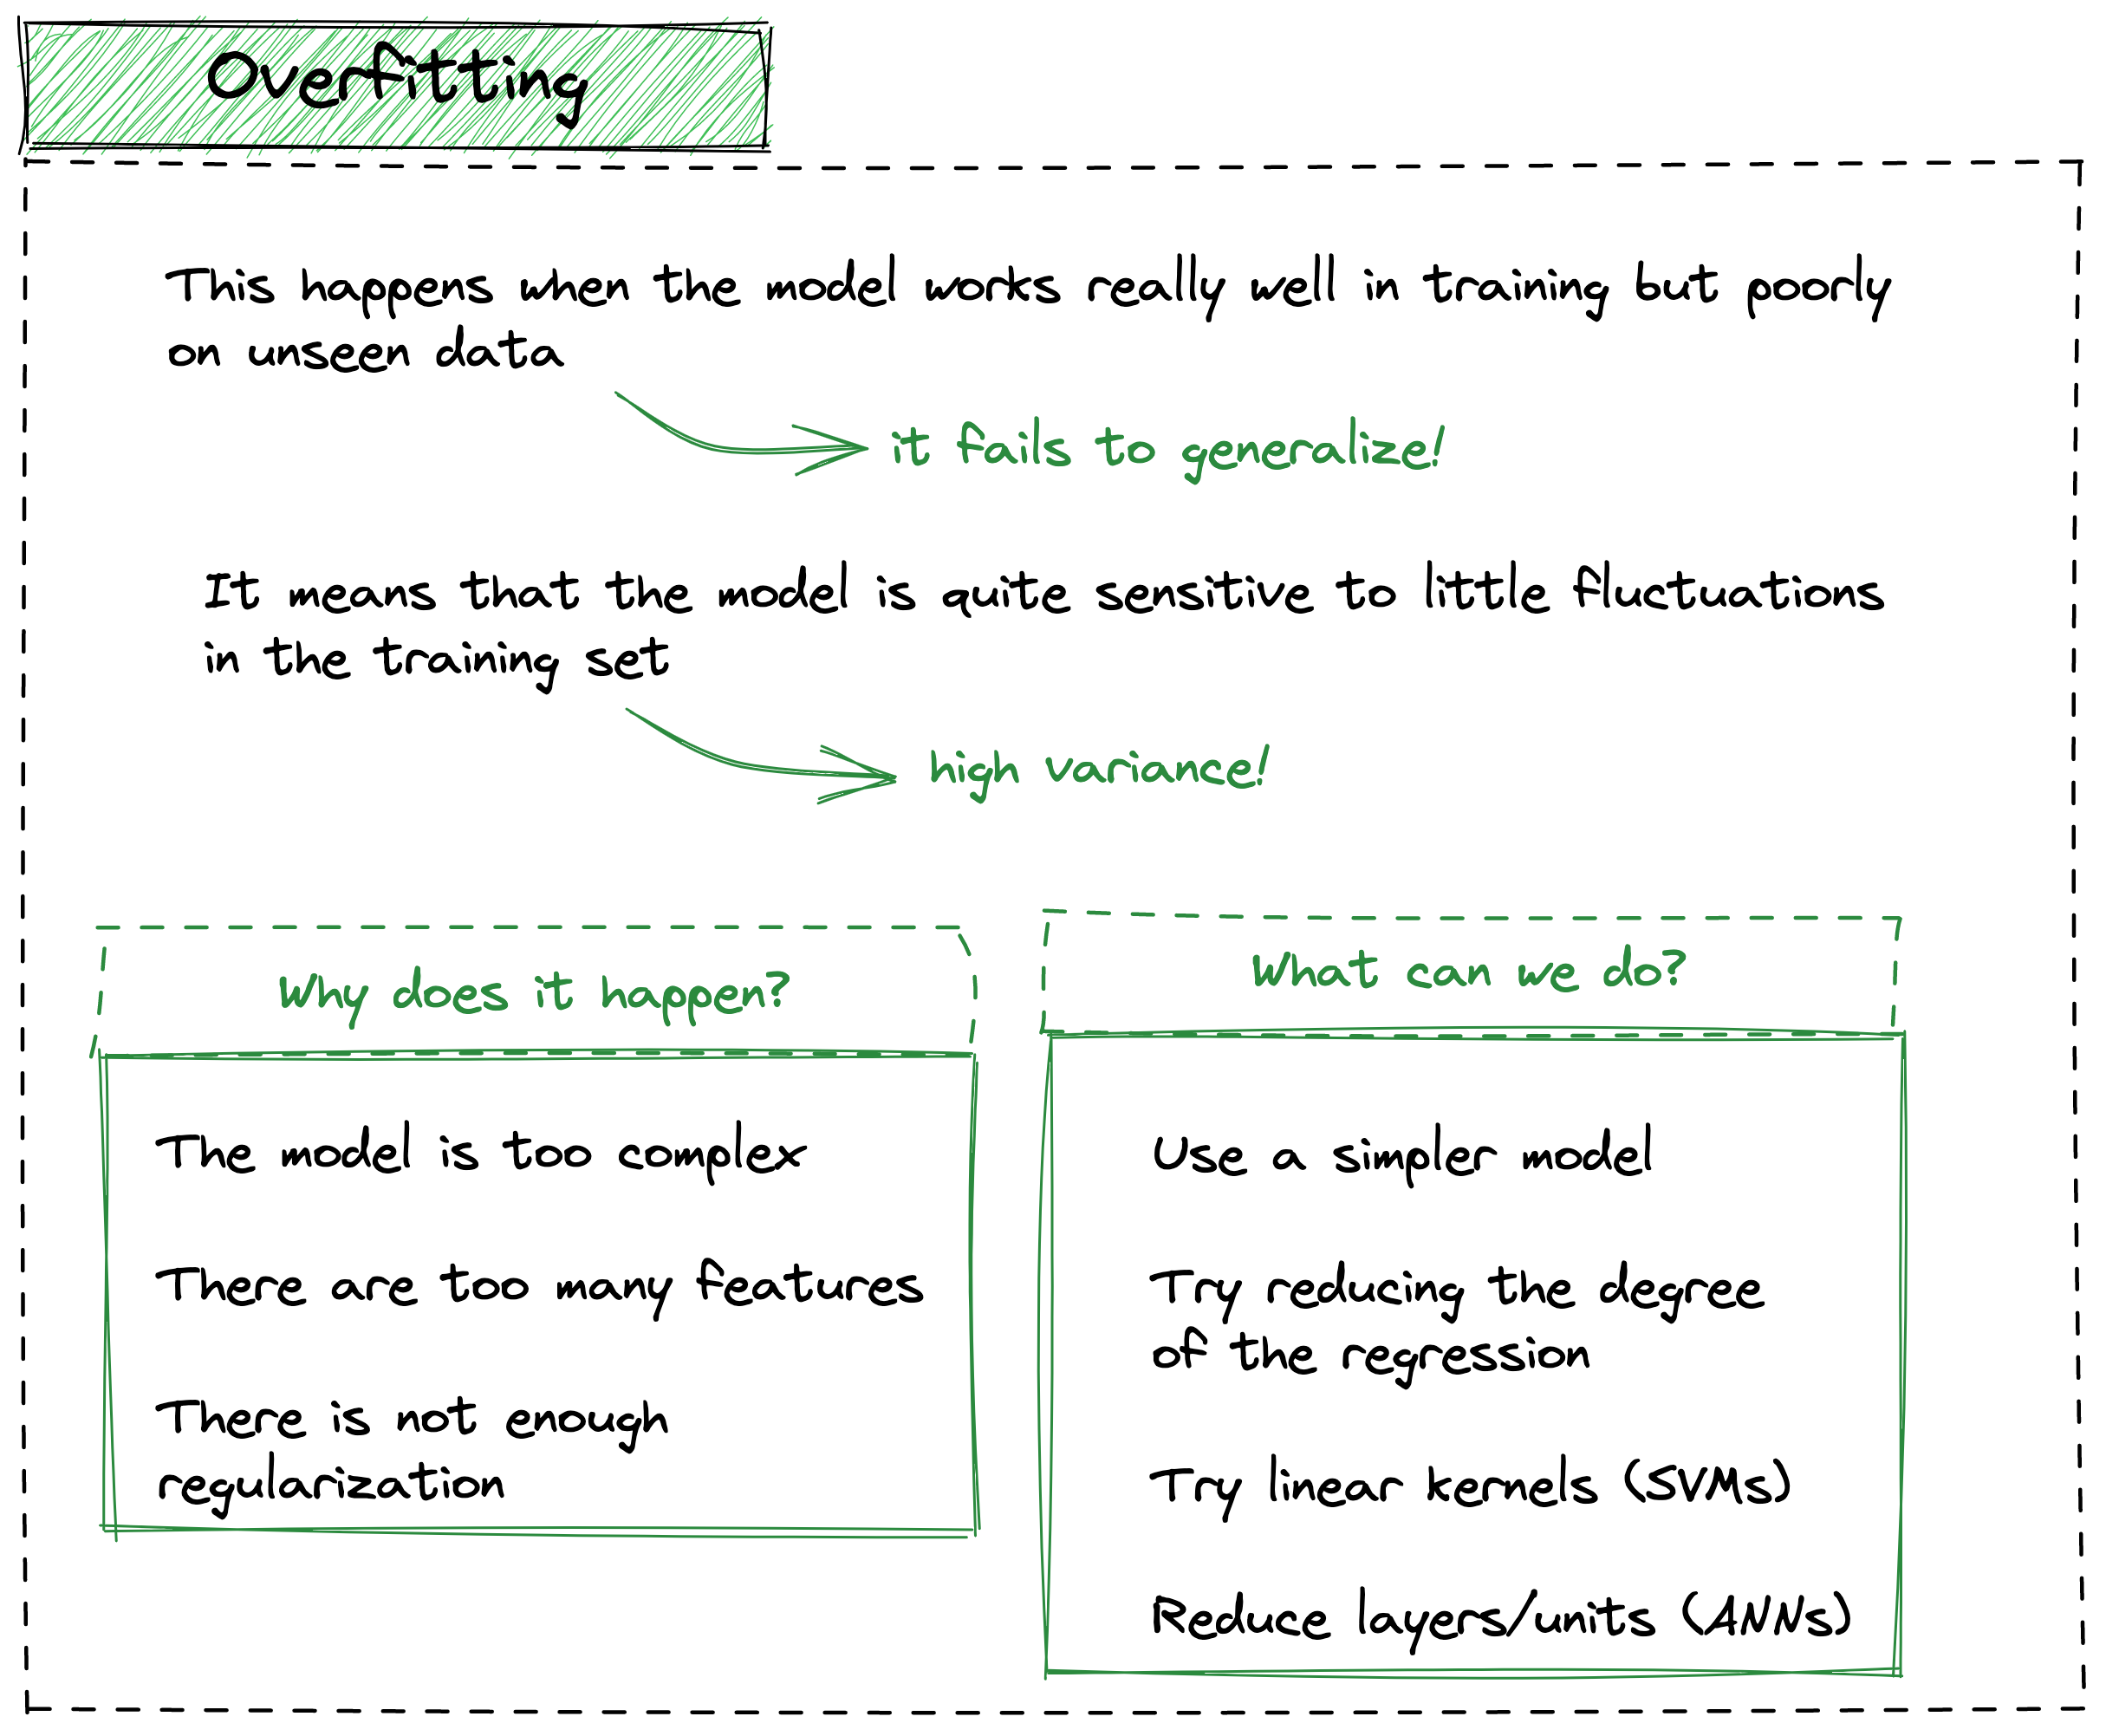 Overfitting
This happens when the model works really well in training but poorly
on unseen data
it fails to generalize!
It means that the model is quite sensitive to little fluctuations
in the training set
high variance!
Why does it happen?
The model is too complex
There are too many features
There is not enough
regularization
What can we do?
Use a simpler model
Try reducing the degree
of the regression
Try linear kernels (SVMs)
Reduce layers/units (ANNs)